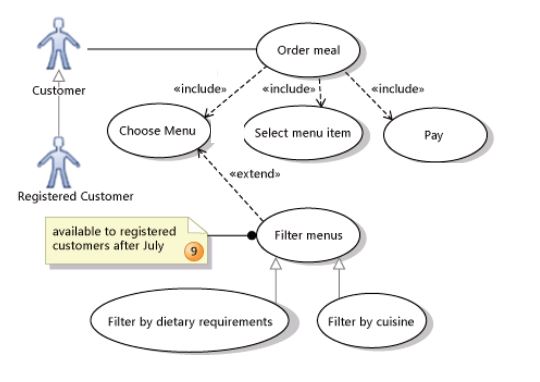 Order meal
Customer
«include»
«include»
«include»
Choose Menu
Select menu item
Pay
«extend»
Registered Customer
available to registered
customers after July
9
Filter menus
Filter by dietary requirements
Filter by cuisine